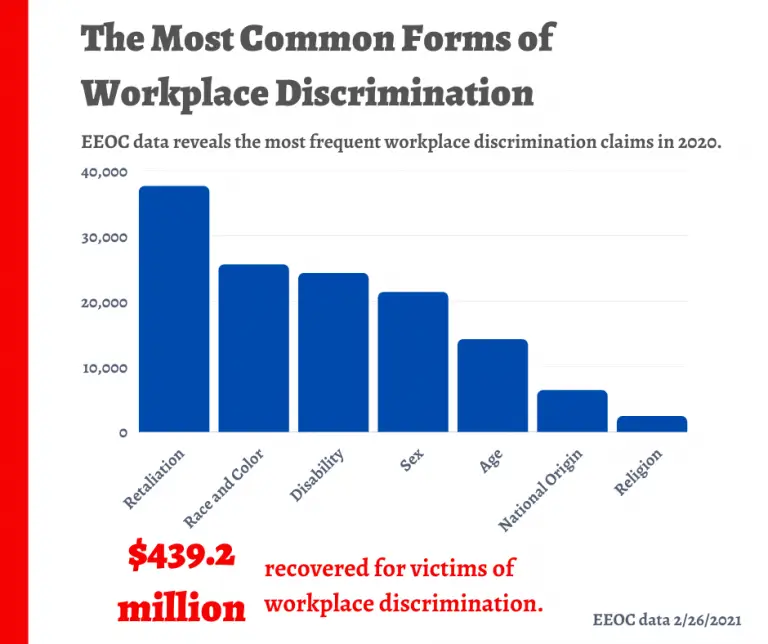 The Most Common Forms of
Workplace Discrimination
EEOC data reveals the most frequent workplace discrimination claims in 2020.
40,000
30,000
20,000
10,000
0
Retaliation
Race and Color
Disability
Sex
Age
National Origin
Religion
$439.2
million
recovered for victims of
workplace discrimination.
EEOC data 2/26/2021